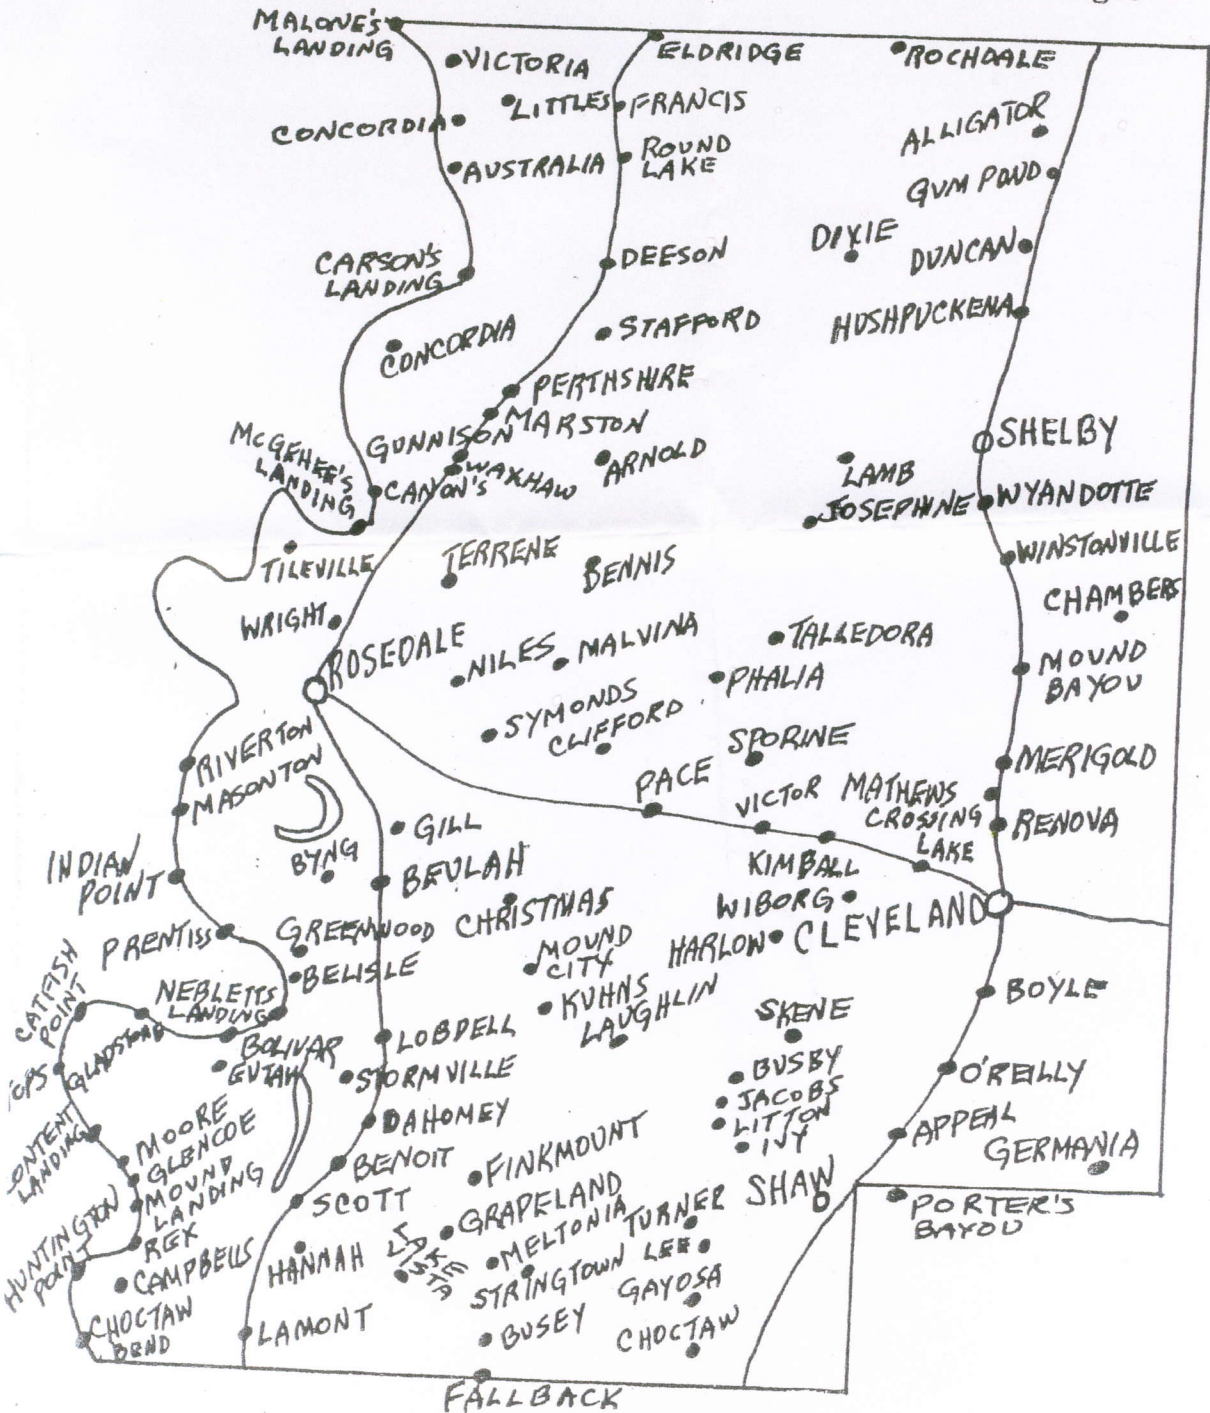 MALONE'S
LANDING
ELDRIDGE
ROCHDALE
VICTORIA
LITTLES
FRANCIS
CONCORDIA
ALLIGATOR
AUSTRALIA
ROUND
LAKE
GUM POND
DIXIE
DUNCAN
CARSON'S
LANDING
DEESON
HUSHPUCKENA
STAFFORD
CONCORDIA
PERTHSHIRE
MARSTON
GUNNISON
SHELBY
McGEHEE'S
LANDING
WAXHAW
ARNOLD
LAMB
CANYON'S
JOSEPHINE
WYANDOTTE
TILEVILLE
TERRENE
BENNIS
WINSTONVILLE
CHAMBERS
WRIGHT
ROSEDALE
NILES
MALVINA
TALLEDORA
MOUND
BAYOU
PHALIA
SYMONDS
CLIFFORD
RIVERTON
SPORINE
MERIGOLD
MASONTON
PACE
VICTOR
MATHEWS
CROSSING
RENOVA
GILL
LAKE
KIMBALL
BYNG
BEULAH
INDIAN
POINT
CHRISTMAS
WIBORG
CLEVELAND
PRENTISS
GREENWOOD
MOUND
CITY
HARLOW
BELISLE
CATFISH
POINT
NEBLETTS
LANDING
KUHNS
LAUGHLIN
BOYLE
SKENE
GLADSTONE
BOLIVAR
LOBDELL
EUTAW
STORMVILLE
BUSBY
O'REILLY
JACOBS
LITTON
IVY
DAHOMEY
APPEAL
GERMANIA
LANDING
MOORE
GLENCOE
MOUND
LANDING
BENOIT
FINKMOUNT
SCOTT
GRAPELAND
TURNER
SHAW
PORTER'S
BAYOU
HUNTINGTON
POINT
REX
CAMPBELLS
HANNAH
LAKE
VISTA
MELTONIA
STRINGTOWN
LEE
GAYOSA
CHOCTAW
BEND
LAMONT
BUSEY
CHOCTAW
FALLBACK